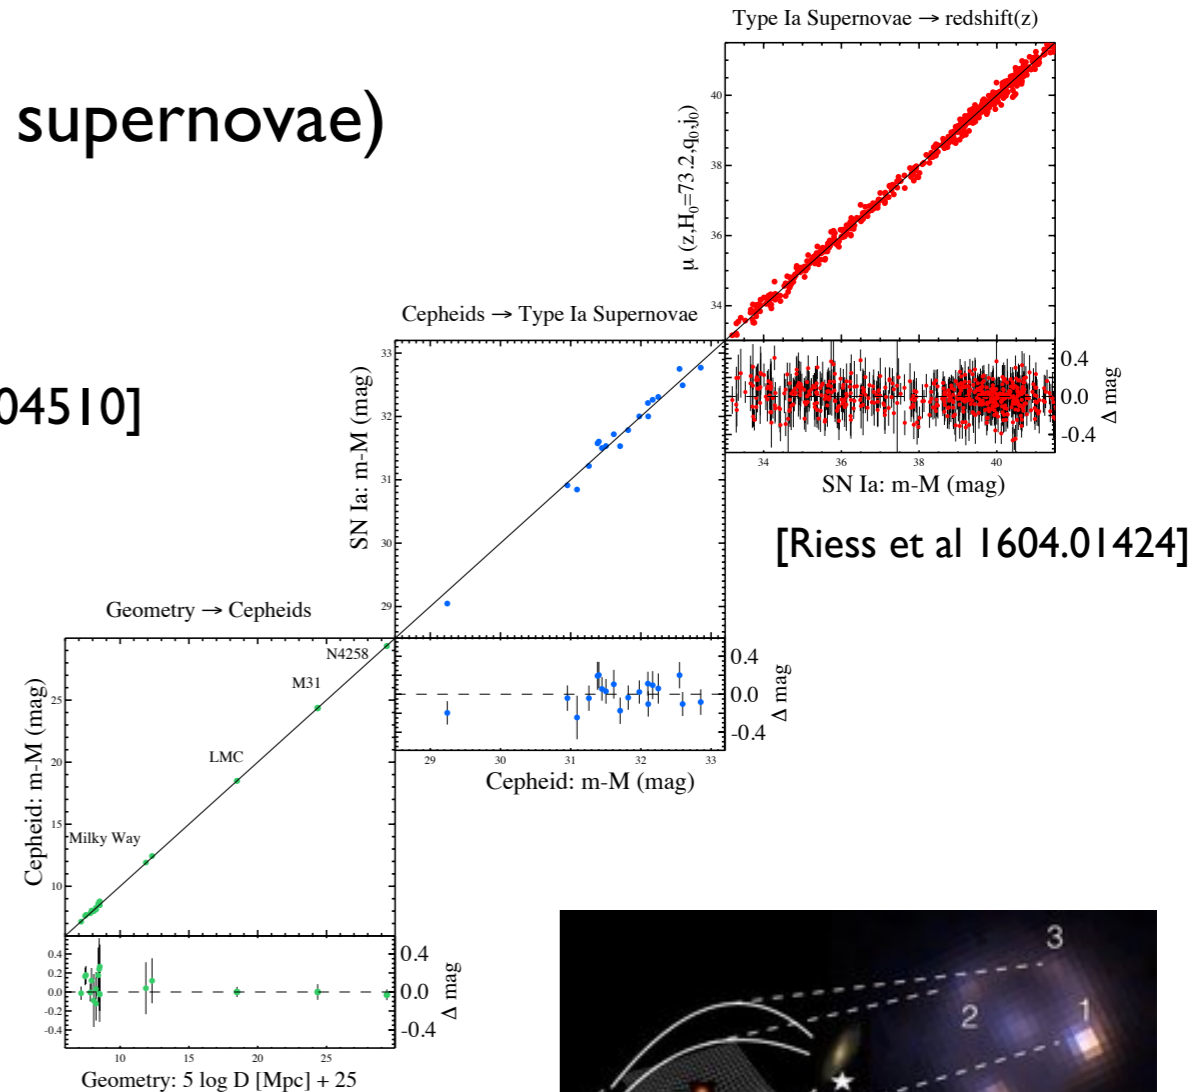 Type Ia Supernovae → redshift(z)
supernovae)
μ (z,H₀=73.2,q₀,j₀)
40
38
36
34
0.4
0.0
-0.4
Δ mag
34
36
38
40
SN Ia: m-M (mag)
Cepheids → Type Ia Supernovae
04510]
SN Ia: m-M (mag)
33
32
31
30
29
[Riess et al 1604.01424]
0.4
0.0
-0.4
Δ mag
29
30
31
32
33
Cepheid: m-M (mag)
Geometry → Cepheids
Cepheid: m-M (mag)
25
20
15
10
N4258
M31
LMC
Milky Way
0.4
0.2
0.0
-0.2
-0.4
0.4
0.0
-0.4
Δ mag
10
15
20
25
Geometry: 5 log D [Mpc] + 25
3
2
1